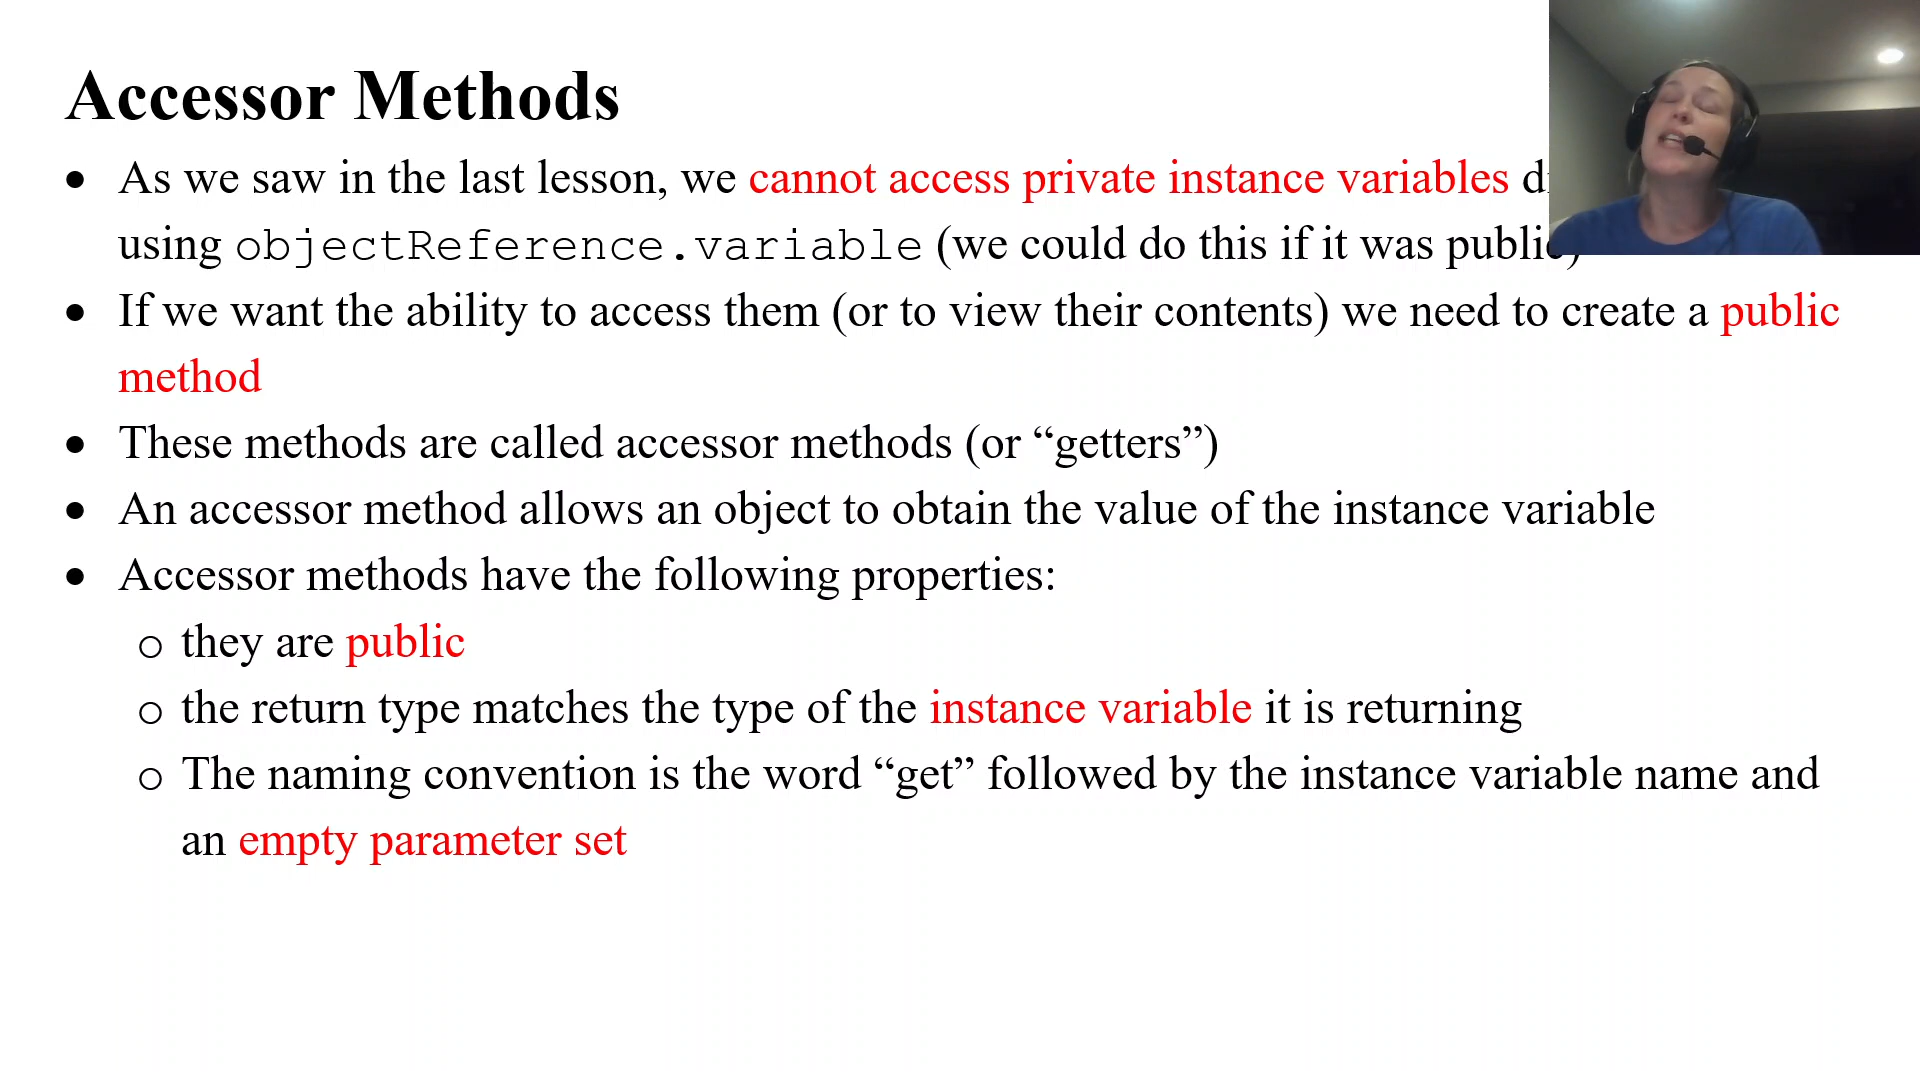 Accessor Methods
• As we saw in the last lesson, we cannot access private instance variables
using objectReference.variable (we could do this if it was public)
• If we want the ability to access them (or to view their contents) we need to create a public
method
• These methods are called accessor methods (or “getters”)
• An accessor method allows an object to obtain the value of the instance variable
• Accessor methods have the following properties:
o they are public
o the return type matches the type of the instance variable it is returning
o The naming convention is the word “get” followed by the instance variable name and
an empty parameter set